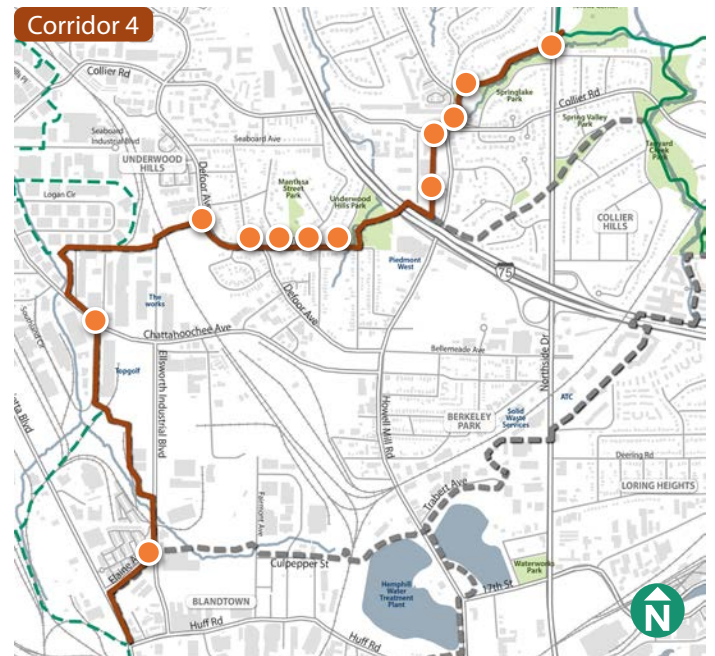 Corridor 4
Collier Rd
Springlake
Park
Collier Rd
Spring Valley
Park
Tanyard
Creek
Park
Seaboard
Industrial Blvd
Seaboard Ave
UNDERWOOD
HILLS
Defoor Ave
Logan Cir
Manrissa
Street
Park
Underwood
Hills Park
COLLIER
HILLS
Piedmont
West
75
The
works
Defoor Ave
Southland Cir
Chattahoochee Ave
Northside Dr
Bellemeade Ave
Topgolf
Ellsworth Industrial Blvd
ATC
Howell Mill Rd
BERKELEY
PARK
Solid
Waste
Services
Deering Rd
LORING HEIGHTS
Trabert Ave
Fairmont Ave
Culpepper St
Elaine A
Waterworks
Park
Hemphill
Water
Treatment
Plant
17th St
BLANDTOWN
Huff Rd
Huff Rd
N